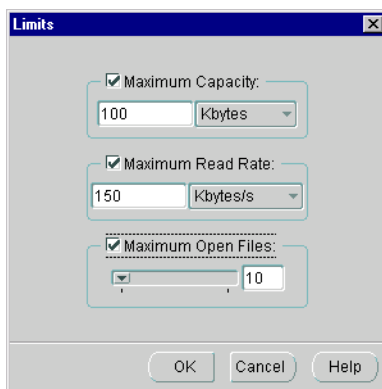 Limits
Maximum Capacity:
100 Kbytes
Maximum Read Rate:
150 Kbytes/s
Maximum Open Files:
10
OK Cancel Help